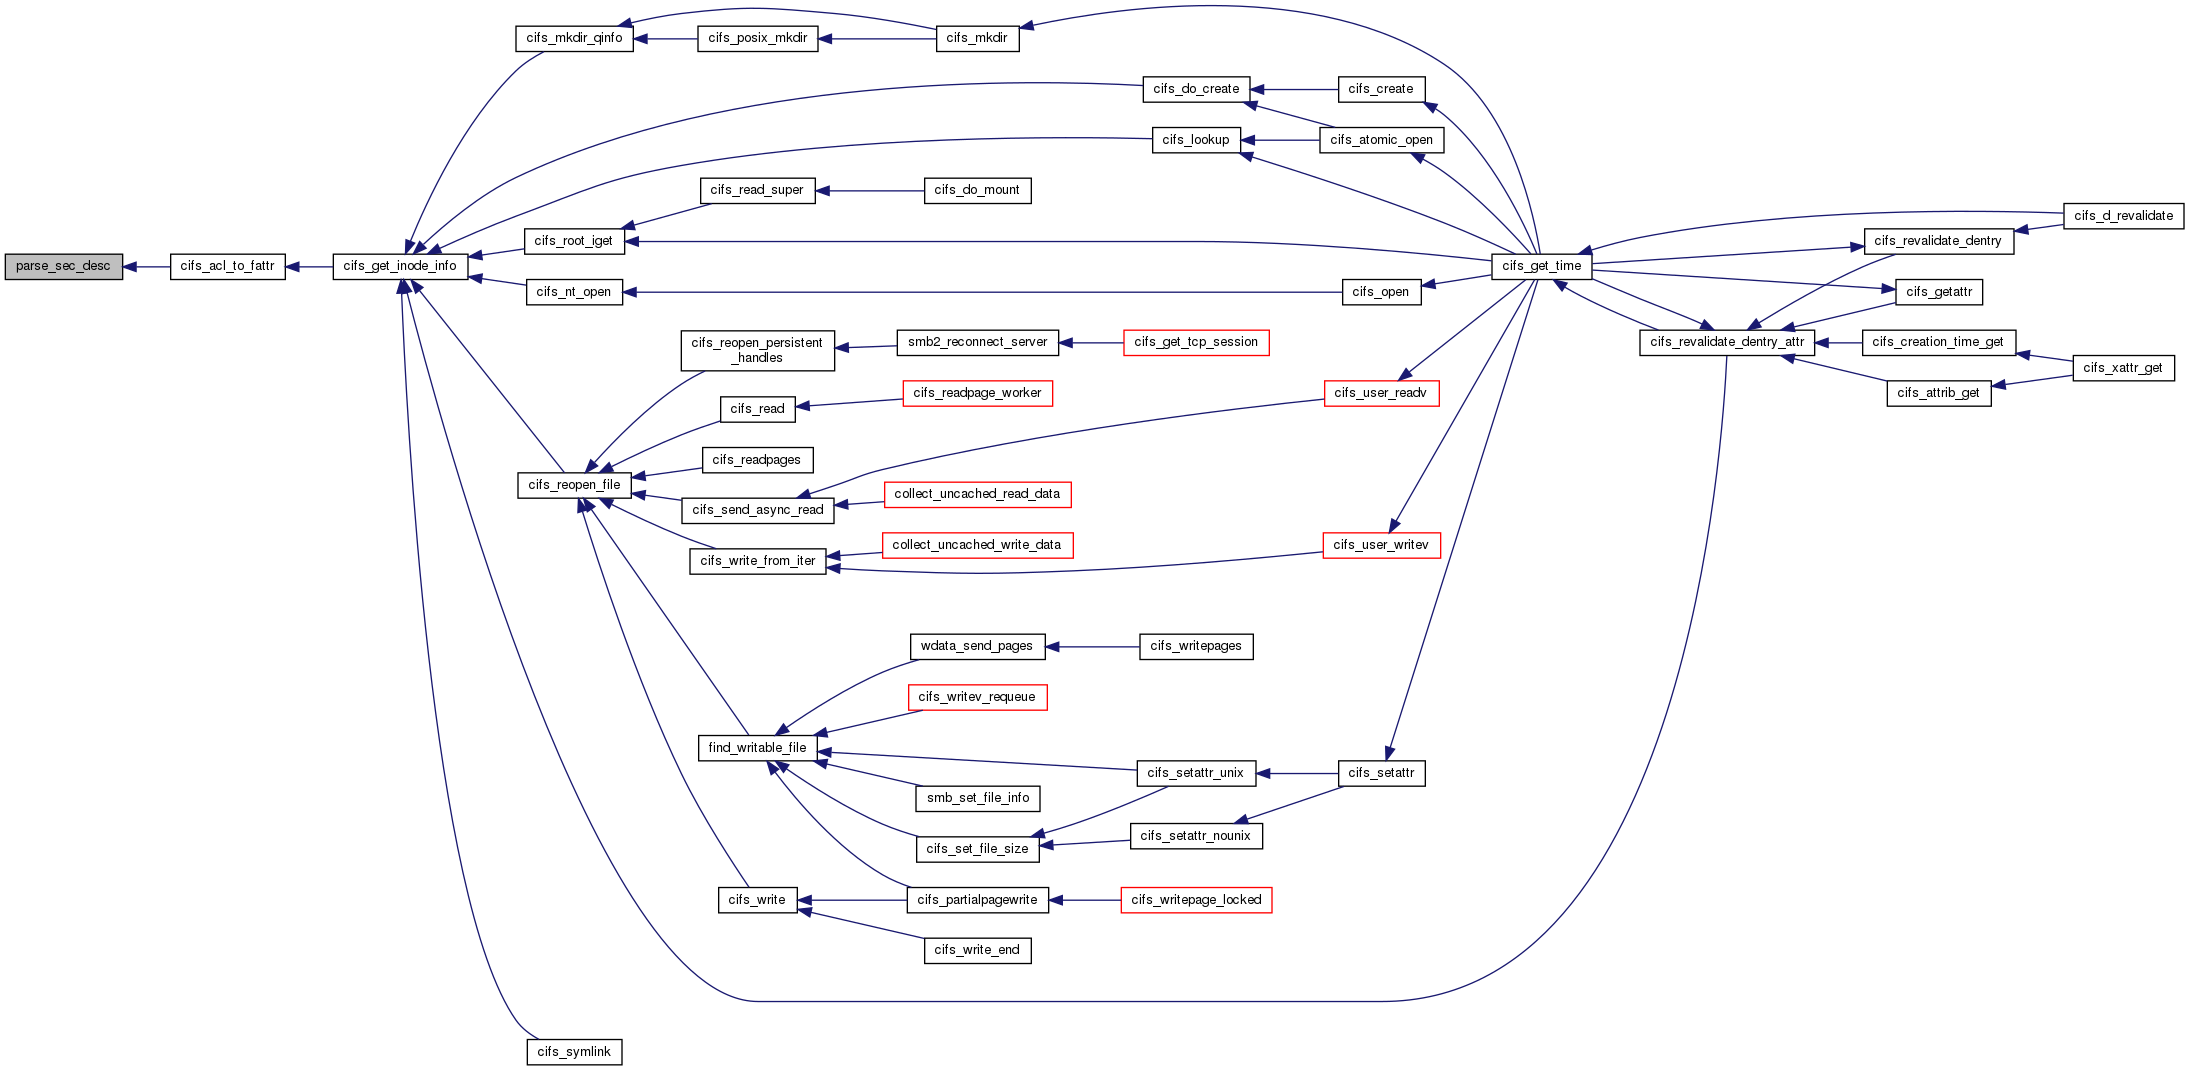 cifs_mkdir_qinfo
cifs_posix_mkdir
cifs_mkdir
cifs_do_create
cifs_create
cifs_lookup
cifs_atomic_open
cifs_read_super
cifs_do_mount
cifs_d_revalidate
cifs_root_iget
cifs_revalidate_dentry
parse_sec_desc
cifs_acl_to_fattr
cifs_get_inode_info
cifs_get_time
cifs_nt_open
cifs_open
cifs_getattr
cifs_reopen_persistent
_handles
smb2_reconnect_server
cifs_get_tcp_session
cifs_revalidate_dentry_attr
cifs_creation_time_get
cifs_xattr_get
cifs_readpage_worker
cifs_user_readv
cifs_attrib_get
cifs_read
cifs_readpages
cifs_reopen_file
collect_uncached_read_data
cifs_send_async_read
collect_uncached_write_data
cifs_user_writev
cifs_write_from_iter
wdata_send_pages
cifs_writepages
cifs_writev_requeue
find_writable_file
cifs_setattr_unix
cifs_setattr
smb_set_file_info
cifs_setattr_nounix
cifs_set_file_size
cifs_write
cifs_partialpagewrite
cifs_writepage_locked
cifs_write_end
cifs_symlink